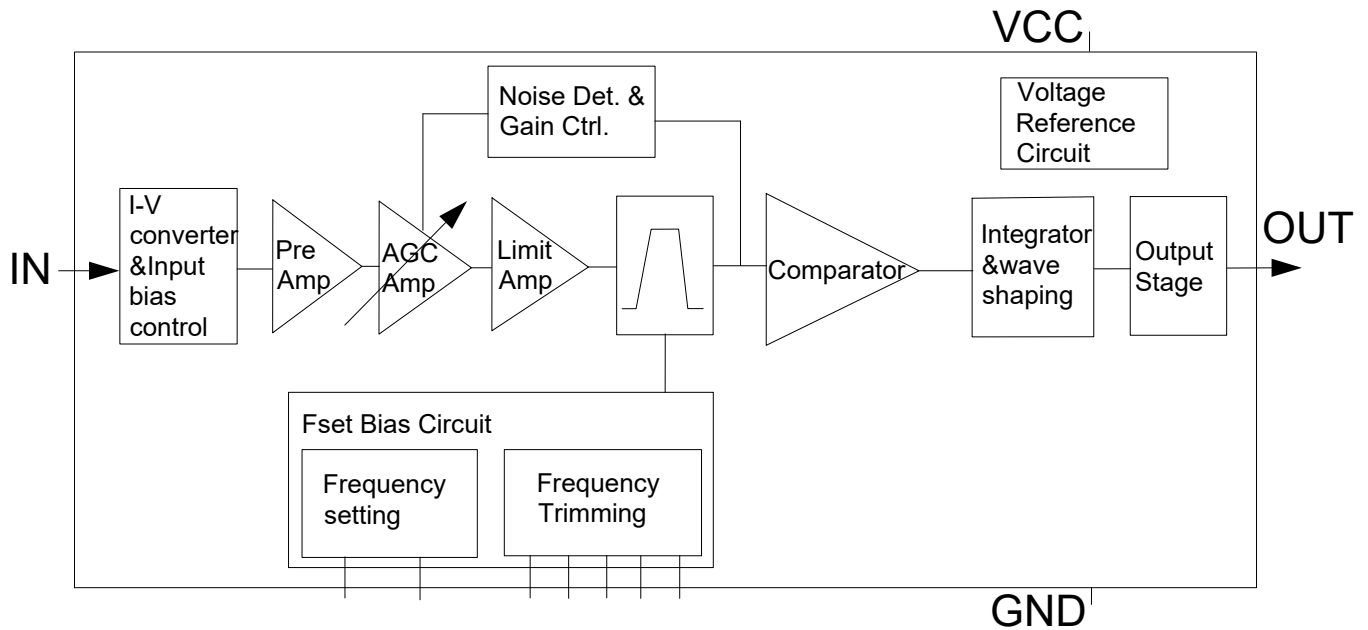 VCC
Noise Det. &
Gain Ctrl.
Voltage
Reference
Circuit
IN
I-V
converter
&Input
bias
control
Pre
Amp
AGC
Amp
Limit
Amp
Comparator
Integrator
&wave
shaping
Output
Stage
OUT
Fset Bias Circuit
Frequency
setting
Frequency
Trimming
GND